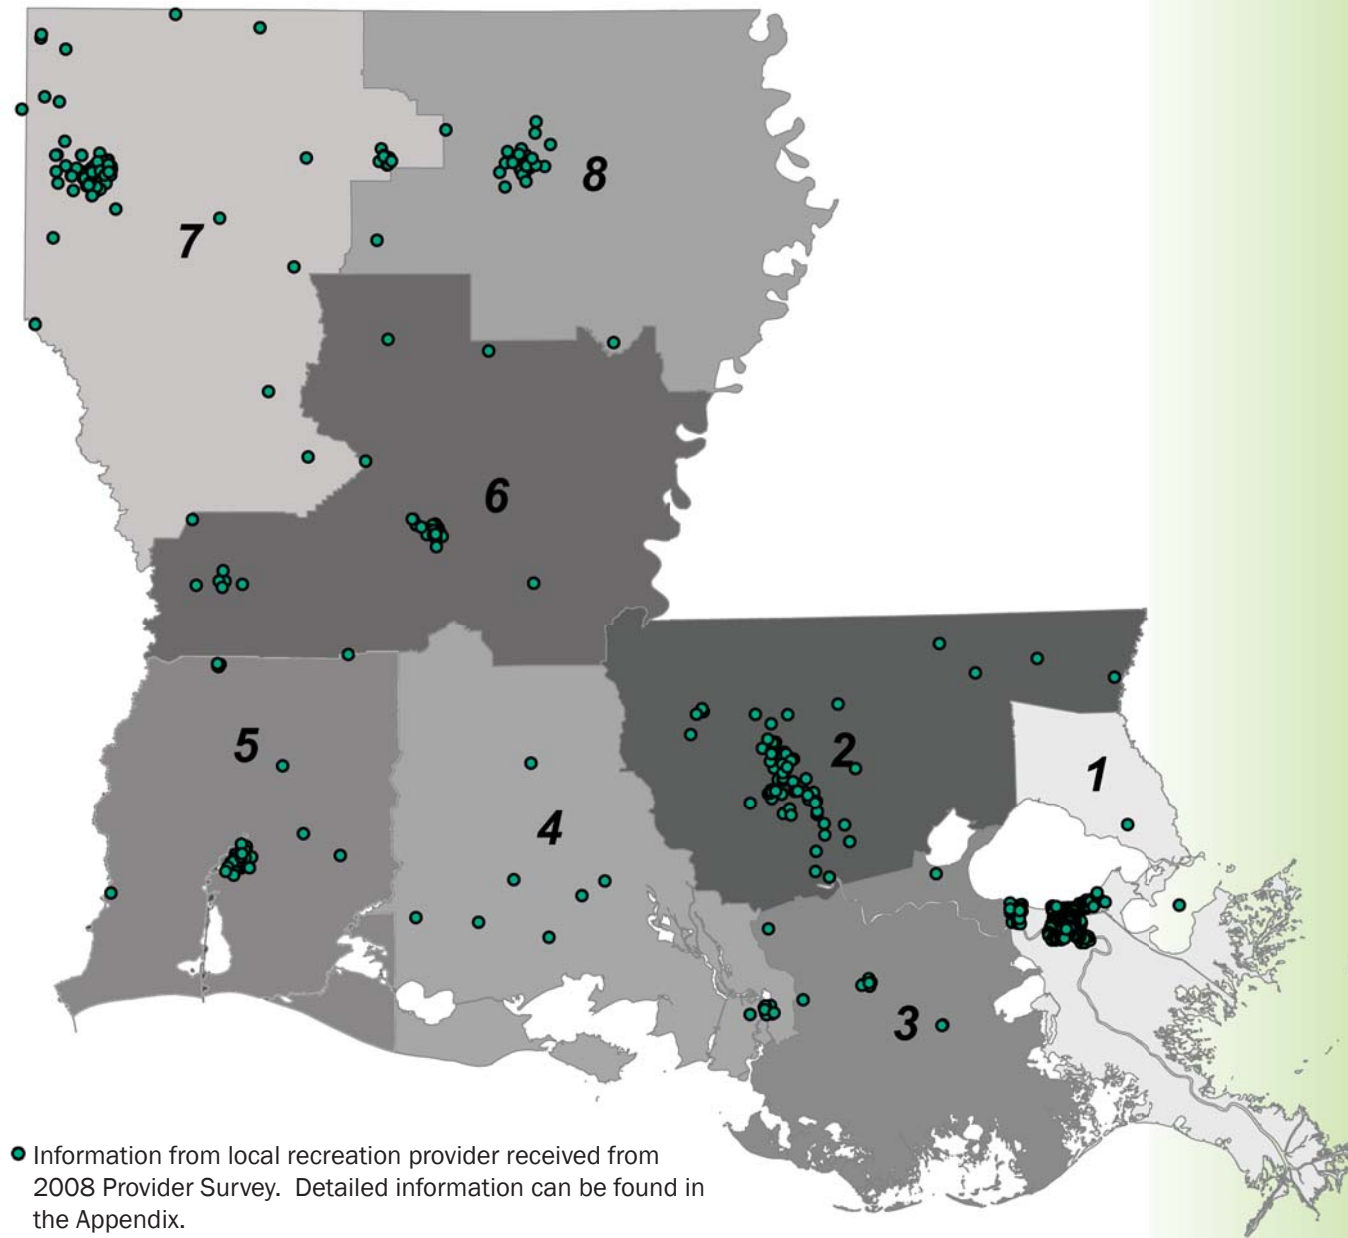 8
7
6
5
2
1
4
3
Information from local recreation provider received from
2008 Provider Survey.  Detailed information can be found in
the Appendix.